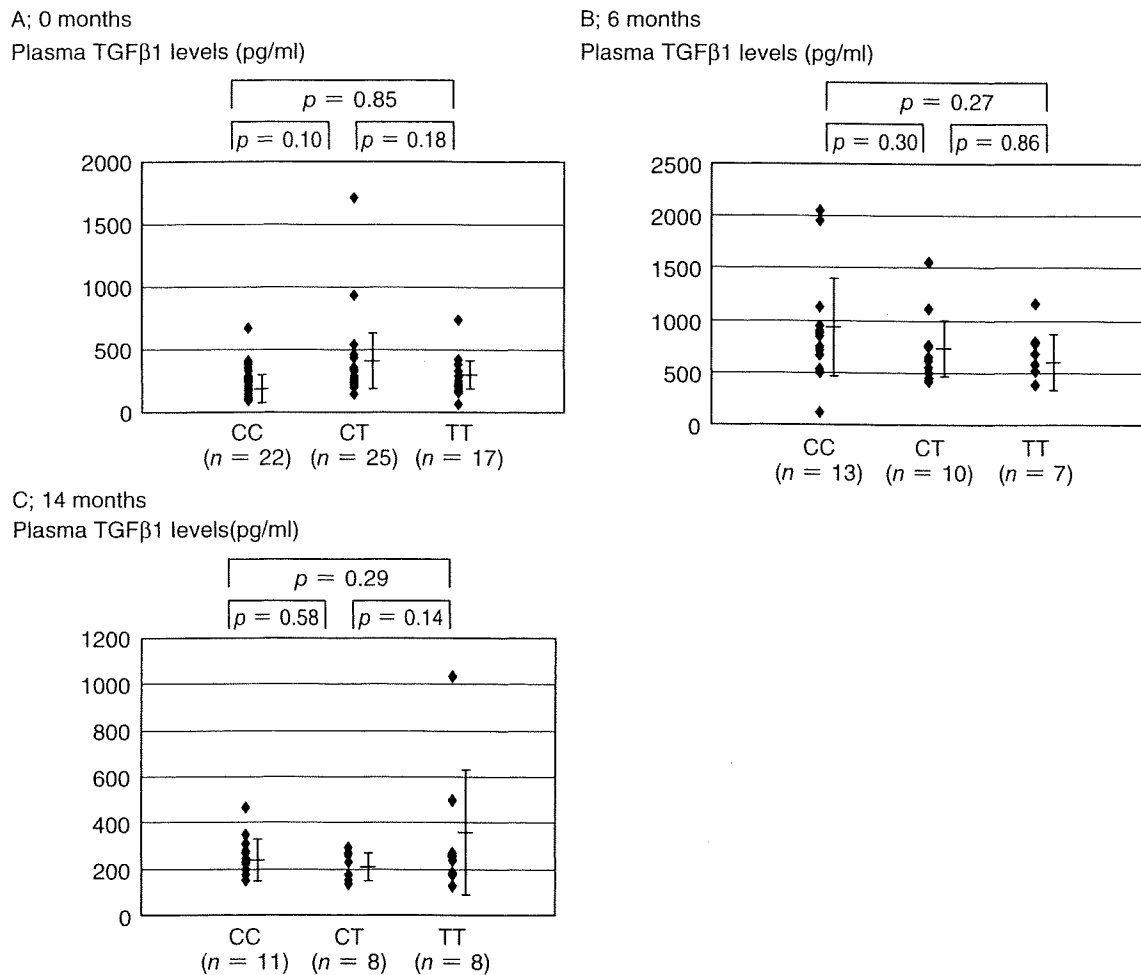 A; 0 months
Plasma TGFβ1 levels (pg/ml)
p = 0.85
p = 0.10 p = 0.18
2000
1500
1000
500
0
CC CT TT
(n = 22) (n = 25) (n = 17)
B; 6 months
Plasma TGFβ1 levels (pg/ml)
p = 0.27
p = 0.30 p = 0.86
2500
2000
1500
1000
500
0
CC CT TT
(n = 13) (n = 10) (n = 7)
C; 14 months
Plasma TGFβ1 levels(pg/ml)
p = 0.29
p = 0.58 p = 0.14
1200
1000
800
600
400
200
0
CC CT TT
(n = 11) (n = 8) (n = 8)